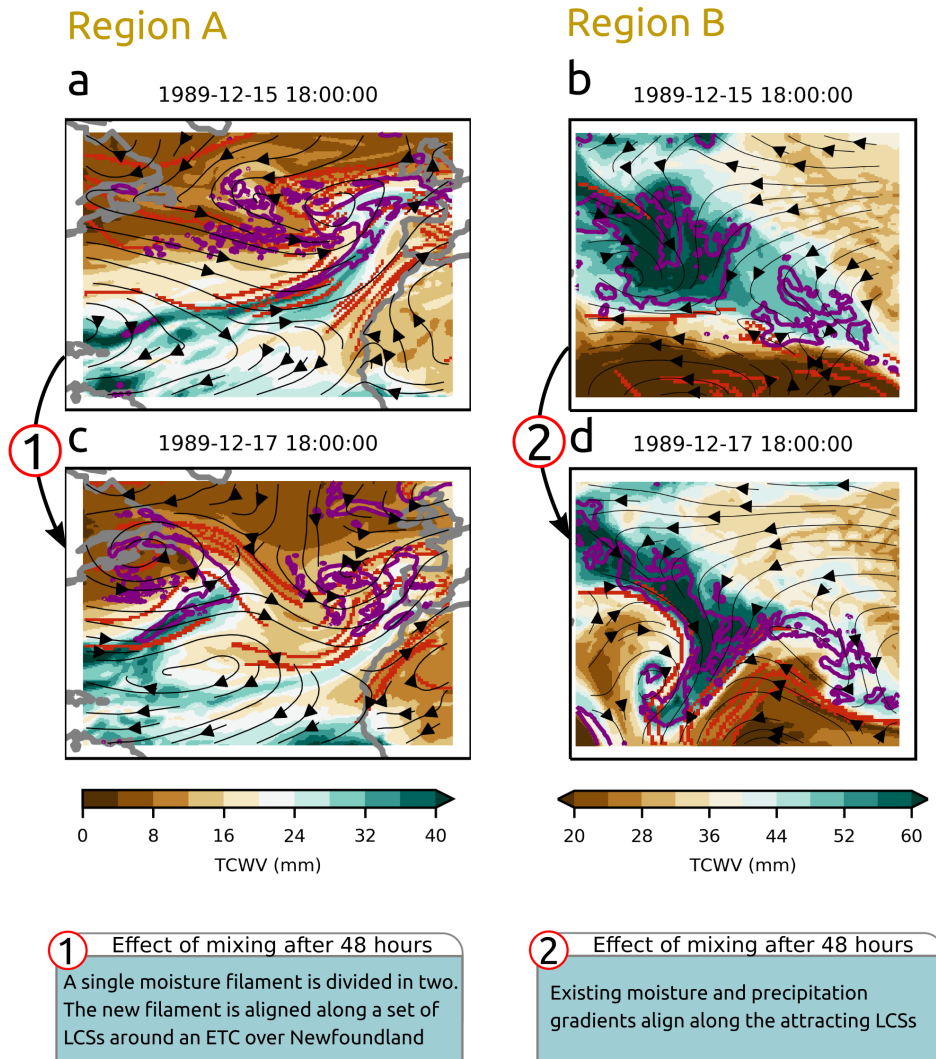 Region A
Region B
a
1989-12-15 18:00:00
b
1989-12-15 18:00:00
1
c
1989-12-17 18:00:00
2
d
1989-12-17 18:00:00
0 8 16 24 32 40
TCWV (mm)
20 28 36 44 52 60
TCWV (mm)
1 Effect of mixing after 48 hours
A single moisture filament is divided in two.
The new filament is aligned along a set of
LCSs around an ETC over Newfoundland
2 Effect of mixing after 48 hours
Existing moisture and precipitation
gradients align along the attracting LCSs